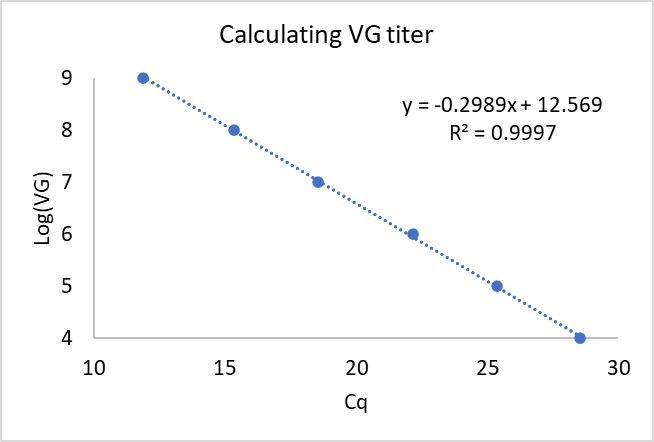 Calculating VG titer
y = -0.2989x + 12.569
R² = 0.9997
Log(VG)
9
8
7
6
5
4
10 15 20 25 30
Cq